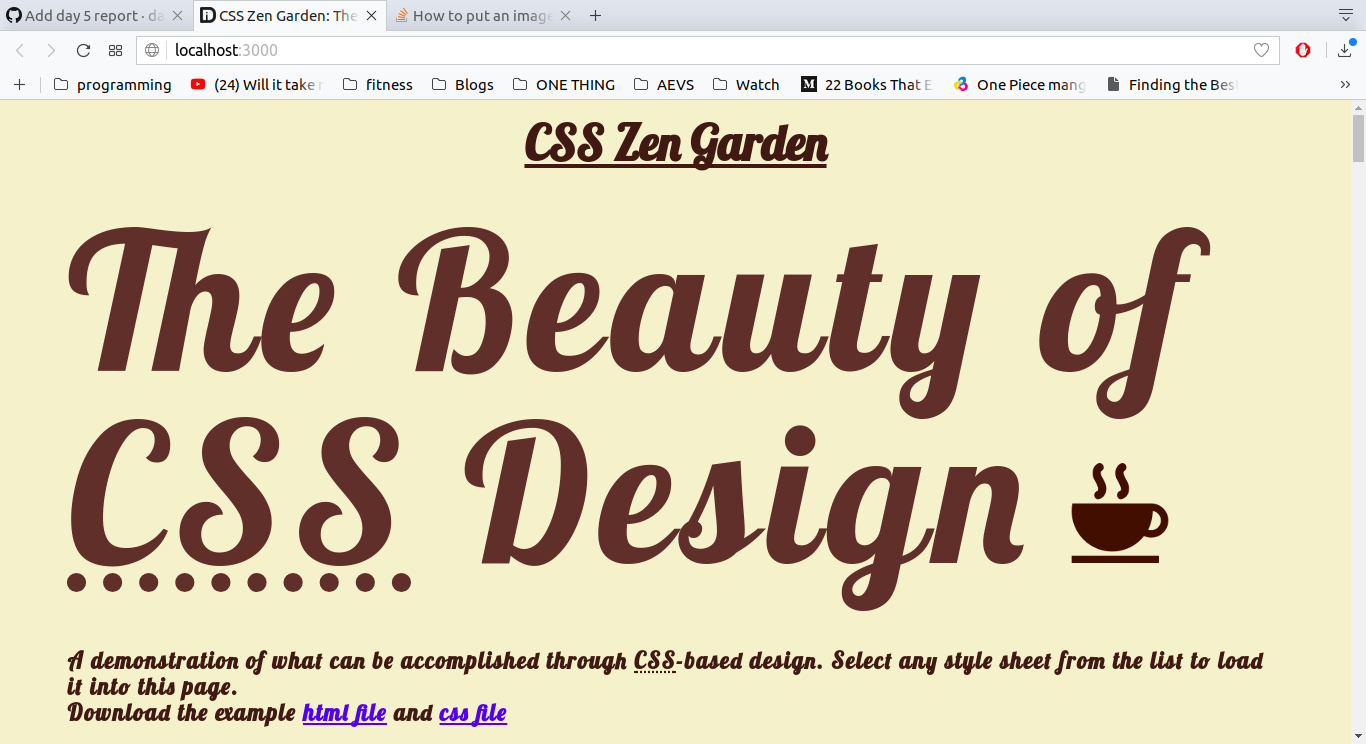 Add day 5 report · da
CSS Zen Garden: The
How to put an image
localhost:3000
programming
(24) Will it take
fitness
Blogs
ONE THING
AEVS
Watch
22 Books That E
One Piece mang
Finding the Bes
CSS Zen Garden
The Beauty of
CSS Design
A demonstration of what can be accomplished through CSS-based design. Select any style sheet from the list to load
it into this page.
Download the example html file and css file